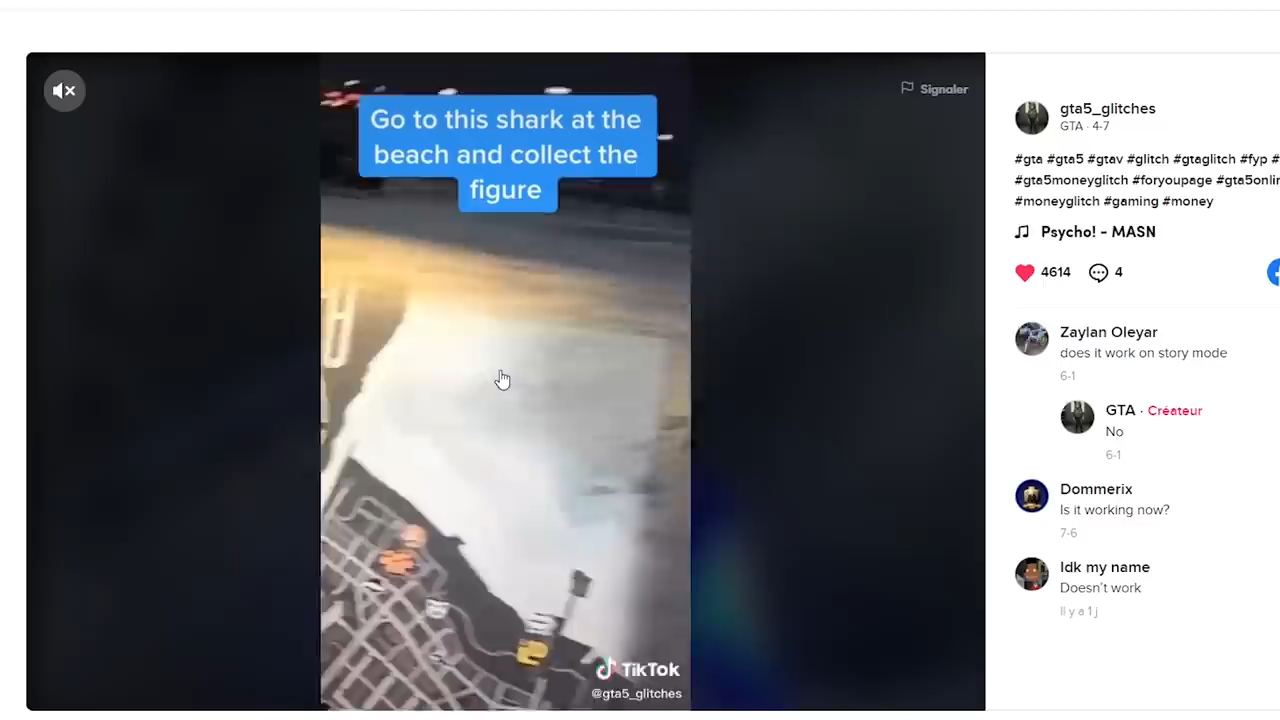 Signaler
Go to this shark at the
beach and collect the
figure
TikTok
@gta5_glitches
gta5_glitches
GTA · 4-7
#gta #gta5 #gtav #glitch #gtaglitch #fyp #
#gta5moneyglitch #foryoupage #gta5onli
#moneyglitch #gaming #money
Psycho! - MASN
4614 4
Zaylan Oleyar
does it work on story mode
6-1
GTA · Créateur
No
6-1
Dommerix
Is it working now?
7-6
Idk my name
Doesn't work
Il y a 1 j